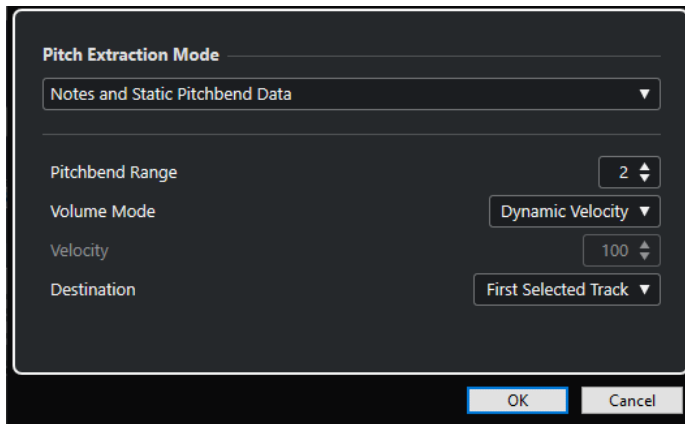 Pitch Extraction Mode
Notes and Static Pitchbend Data
Pitchbend Range 2
Volume Mode Dynamic Velocity
Velocity 100
Destination First Selected Track
OK Cancel